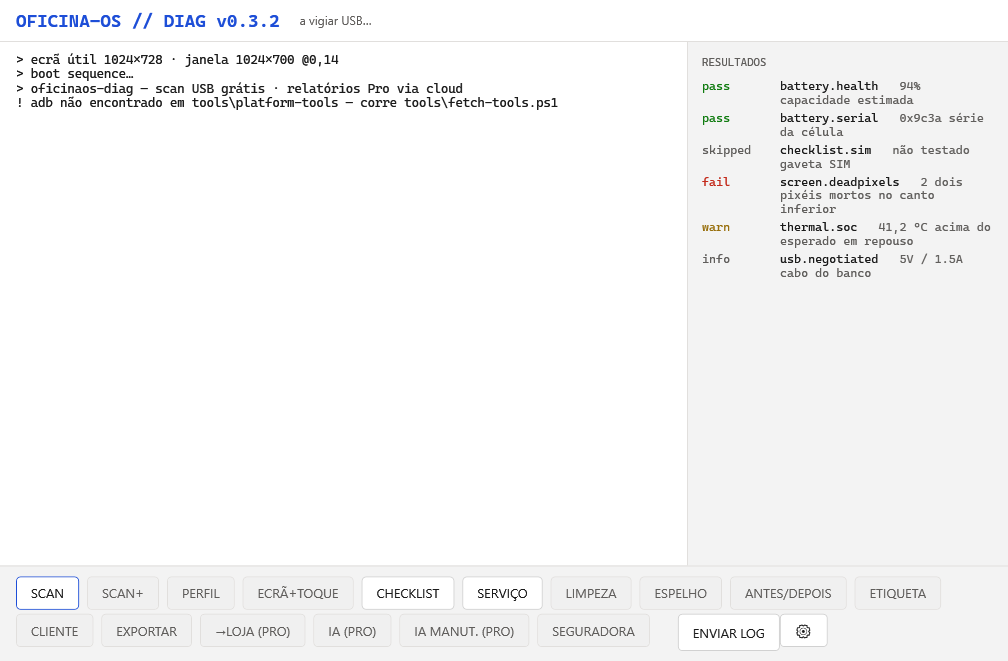 OFICINA-OS // DIAG v0.3.2 a vigiar USB...
> ecrã útil 1024×728 · janela 1024×700 @0,14
> boot sequence…
> oficinaos-diag — scan USB grátis · relatórios Pro via cloud
! adb não encontrado em tools\platform-tools — corre tools\fetch-tools.ps1
RESULTADOS
pass battery.health 94%
capacidade estimada
pass battery.serial 0x9c3a série
da célula
skipped checklist.sim não testado
gaveta SIM
fail screen.deadpixels 2 dois
pixéis mortos no canto
inferior
warn thermal.soc 41,2 ºC acima do
esperado em repouso
info usb.negotiated 5V / 1.5A
cabo do banco
SCAN SCAN+ PERFIL ECRÃ+TOQUE CHECKLIST SERVIÇO LIMPEZA ESPELHO ANTES/DEPOIS ETIQUETA
CLIENTE EXPORTAR →LOJA (PRO) IA (PRO) IA MANUT. (PRO) SEGURADORA ENVIAR LOG